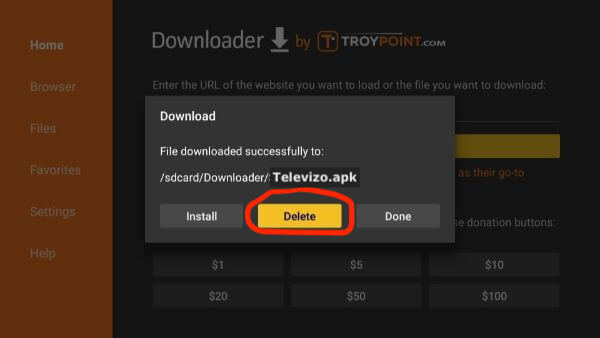 Home
Browser
Files
Favorites
Settings
Help
Downloader by TROYPOINT.COM
Enter the URL of the website you want to load or the file you want to download:
Download
File downloaded successfully to:
/sdcard/Downloader/Televizo.apk
Install Delete Done
as their go-to
se donation buttons:
$1 $5 $10
$20 $50 $100